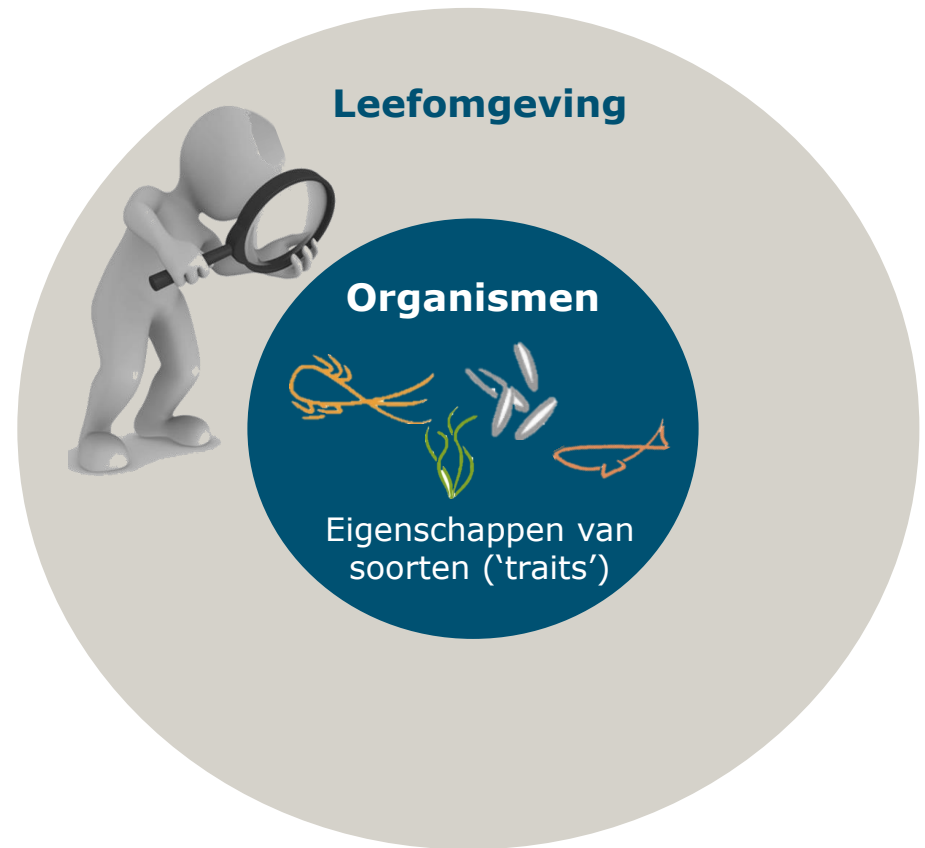 Leefomgeving
Organismen
Eigenschappen van
soorten (‘traits’)